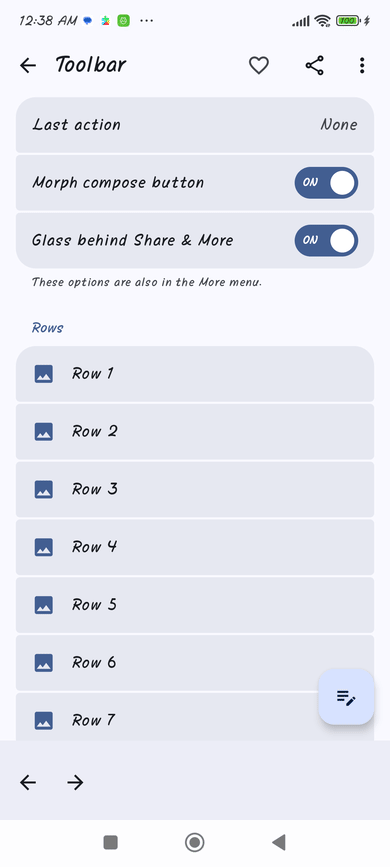 12:38 AM
100
Toolbar
Last action None
Morph compose button ON
Glass behind Share & More ON
These options are also in the More menu.
Rows
Row 1
Row 2
Row 3
Row 4
Row 5
Row 6
Row 7